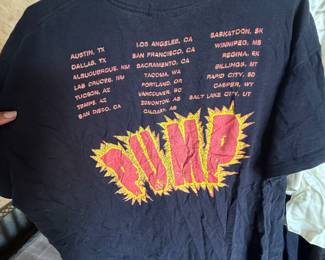 AUSTIN, TX
DALLAS, TX
ALBUQUERQUE, NM
LAS CRUCES, NM
TUCSON, AZ
TEMPE, AZ
SAN DIEGO, CA
LOS ANGELES, CA
SAN FRANCISCO, CA
SACRAMENTO, CA
TACOMA, WA
PORTLAND, OR
VANCOUVER, BC
EDMONTON, AB
CALGARY, AB
SASKATOON, SK
WINNIPEG, MB
REGINA, SK
BILLINGS, MT
RAPID CITY, SD
CASPER, WY
SALT LAKE CITY, UT
PUMP